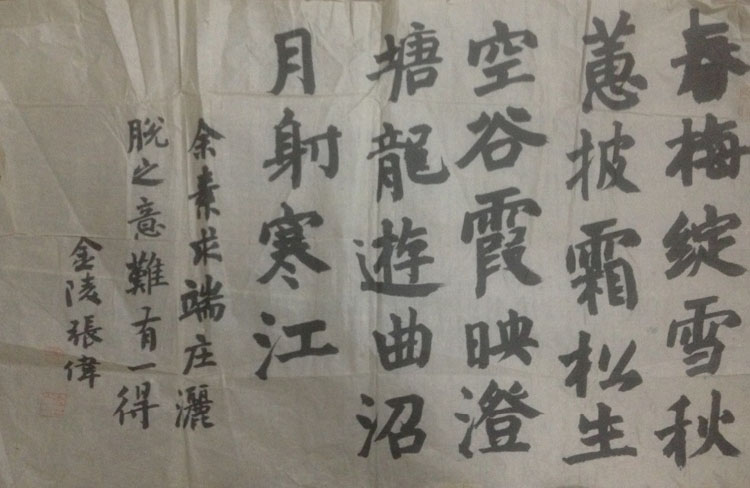 春梅綻雪秋
蕙披霜松生
空谷霞映澄
塘龍遊曲沼
月射寒江
余素求端庄灑
脫之意難有一得
金陵張偉